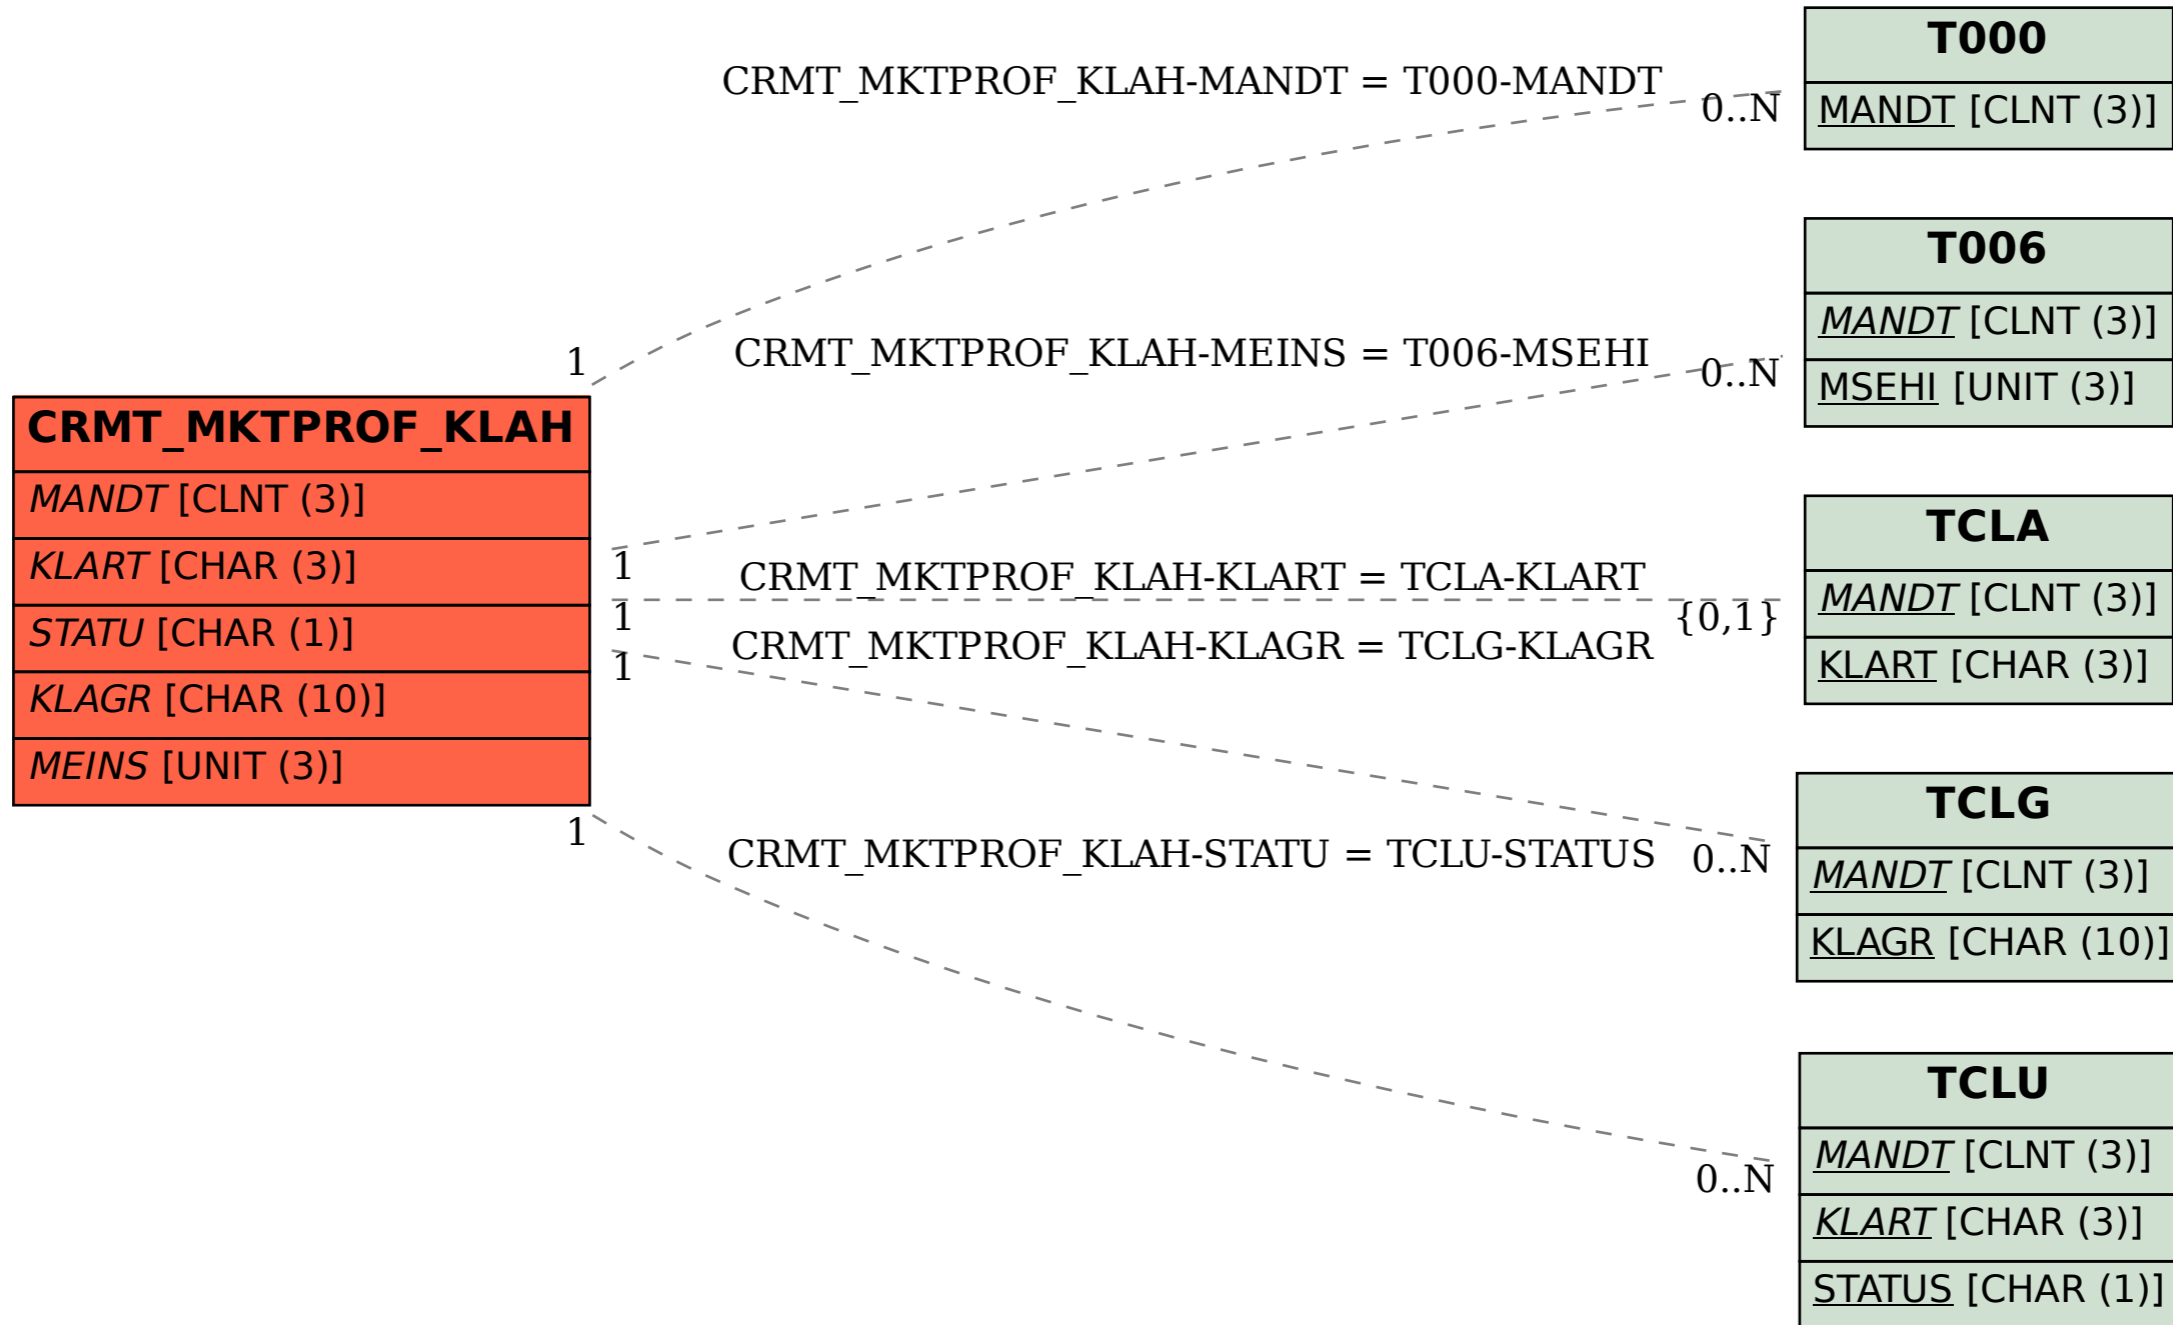 T000
MANDT [CLNT (3)]
CRMT_MKTPROF_KLAH-MANDT = T000-MANDT
0..N
1
T006
MANDT [CLNT (3)]
MSEHI [UNIT (3)]
CRMT_MKTPROF_KLAH-MEINS = T006-MSEHI
0..N
1
CRMT_MKTPROF_KLAH
MANDT [CLNT (3)]
KLART [CHAR (3)]
STATU [CHAR (1)]
KLAGR [CHAR (10)]
MEINS [UNIT (3)]
CRMT_MKTPROF_KLAH-KLART = TCLA-KLART
1
{0,1}
TCLA
MANDT [CLNT (3)]
KLART [CHAR (3)]
CRMT_MKTPROF_KLAH-KLAGR = TCLG-KLAGR
1
0..N
TCLG
MANDT [CLNT (3)]
KLAGR [CHAR (10)]
1
CRMT_MKTPROF_KLAH-STATU = TCLU-STATUS
0..N
TCLU
MANDT [CLNT (3)]
KLART [CHAR (3)]
STATUS [CHAR (1)]